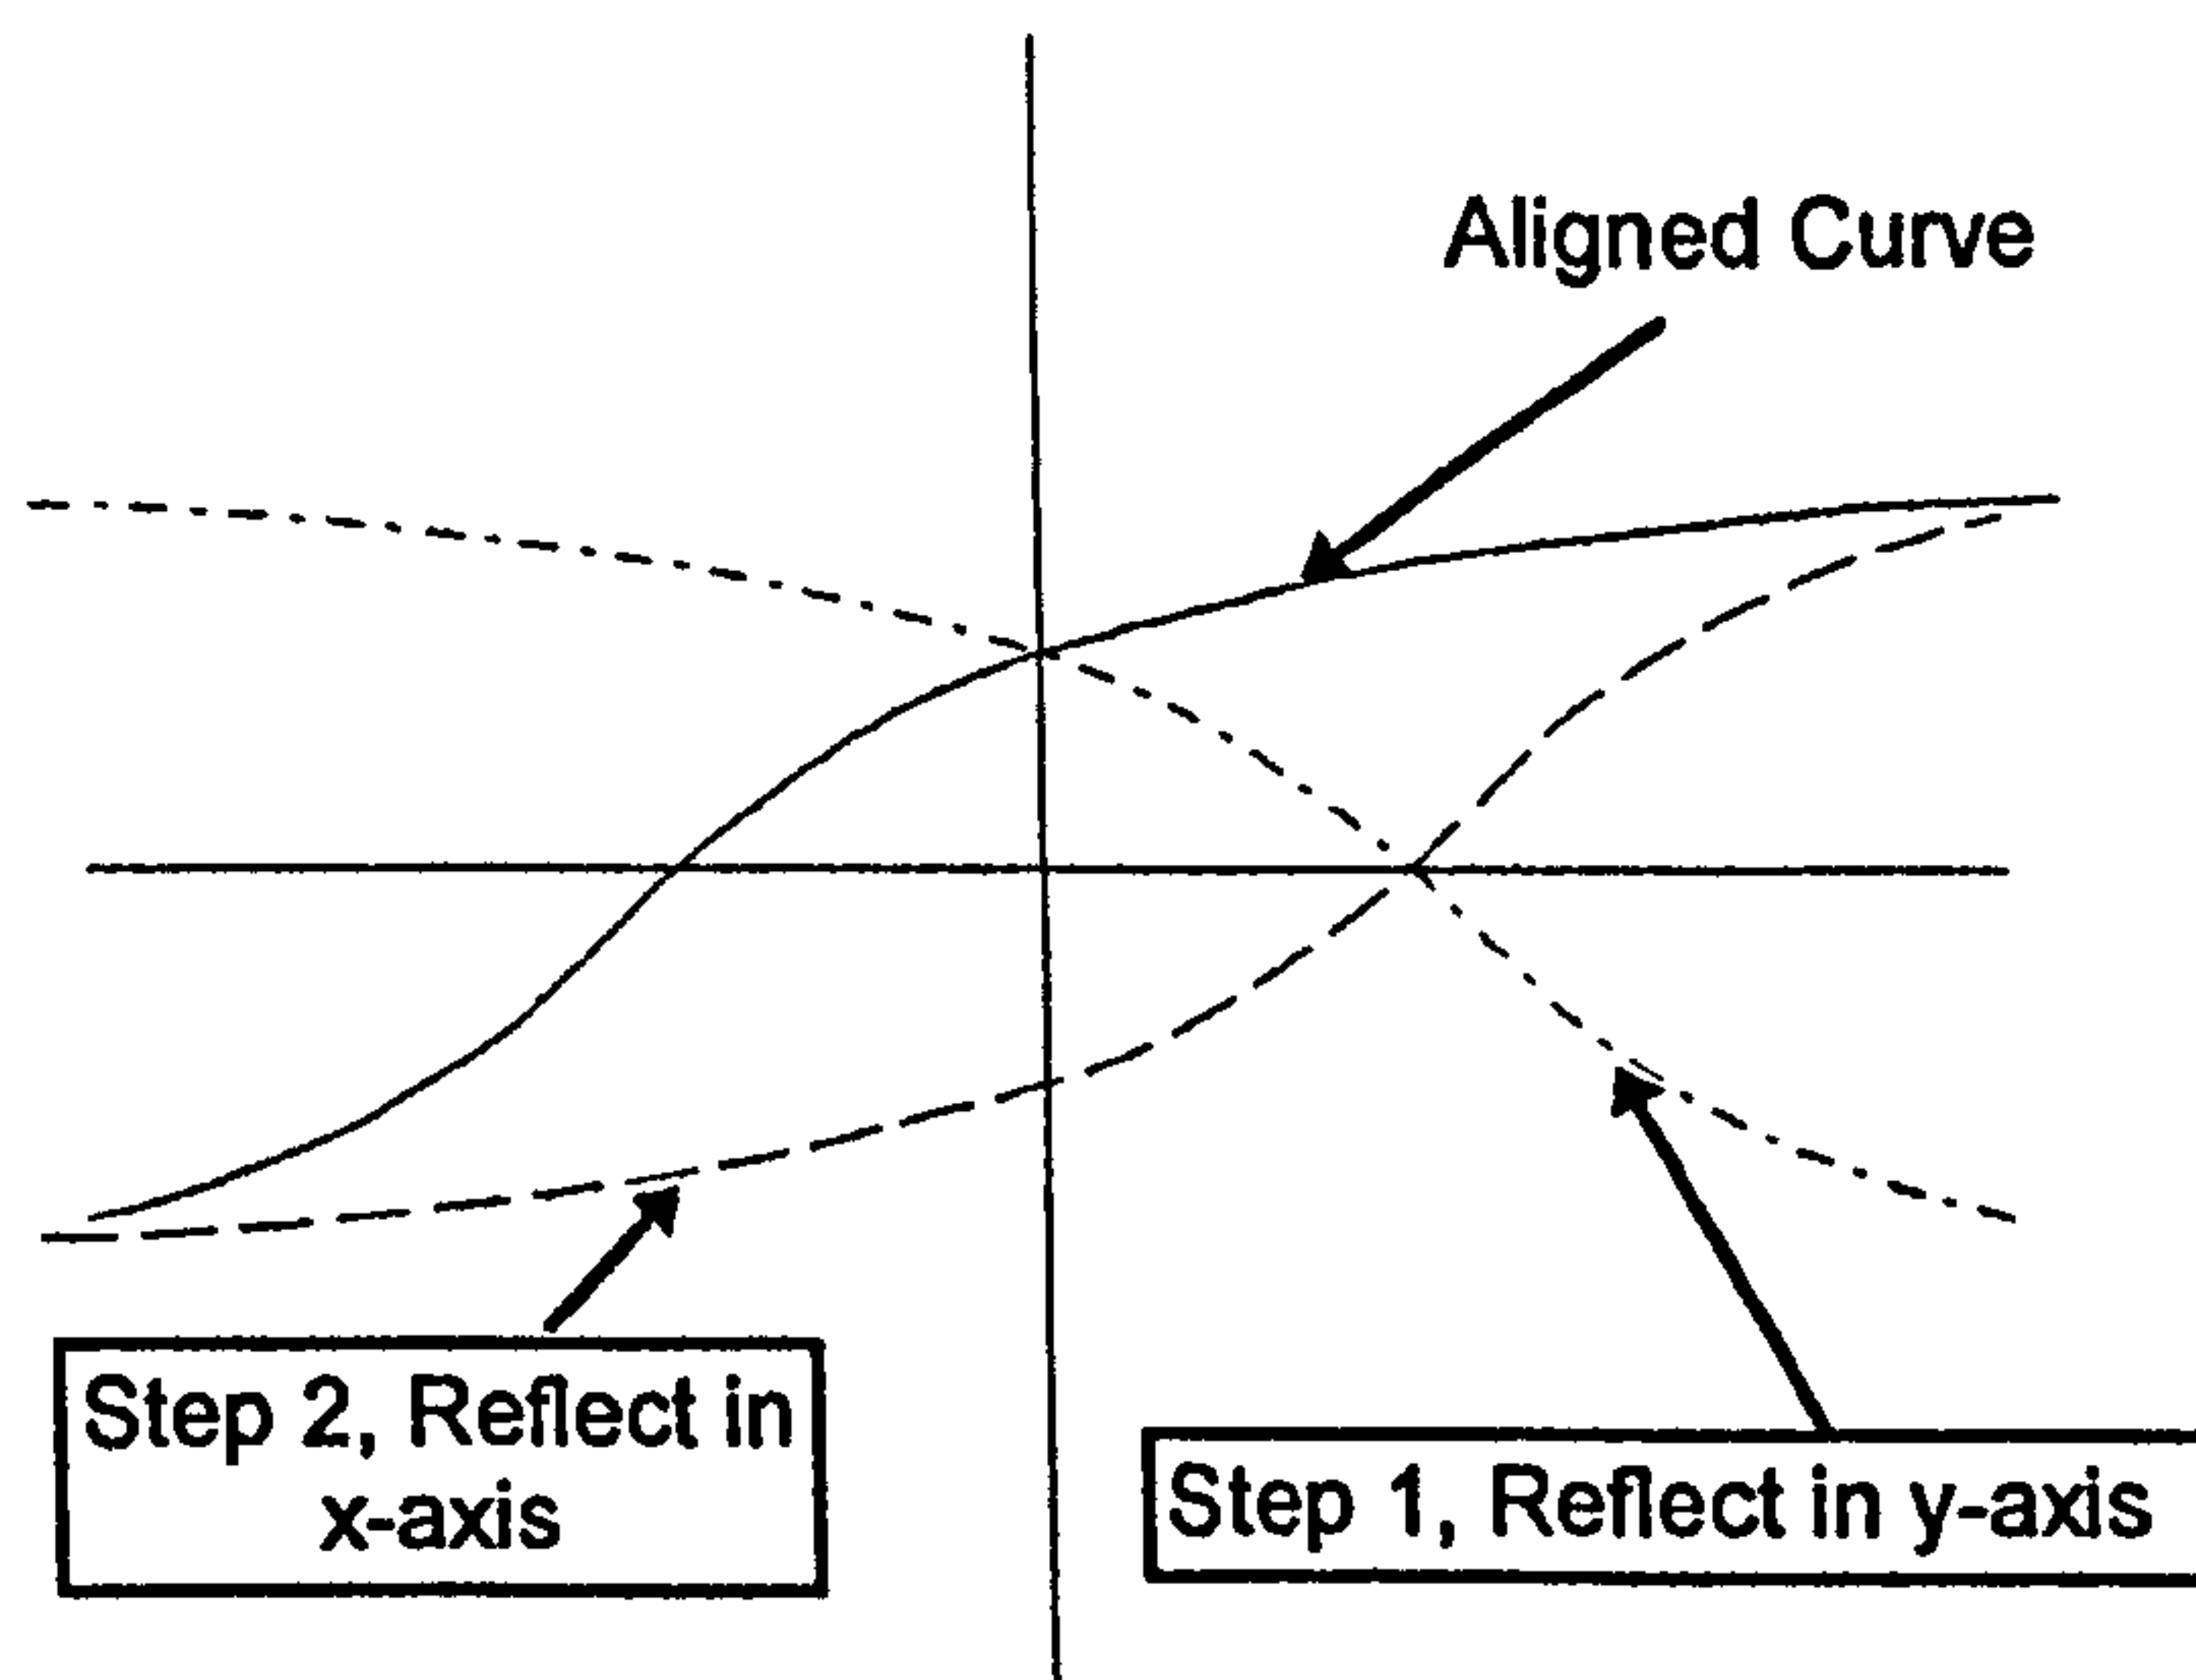 Aligned Curve
Step 2, Reflect in
x-axis
Step 1, Reflect in y-axis